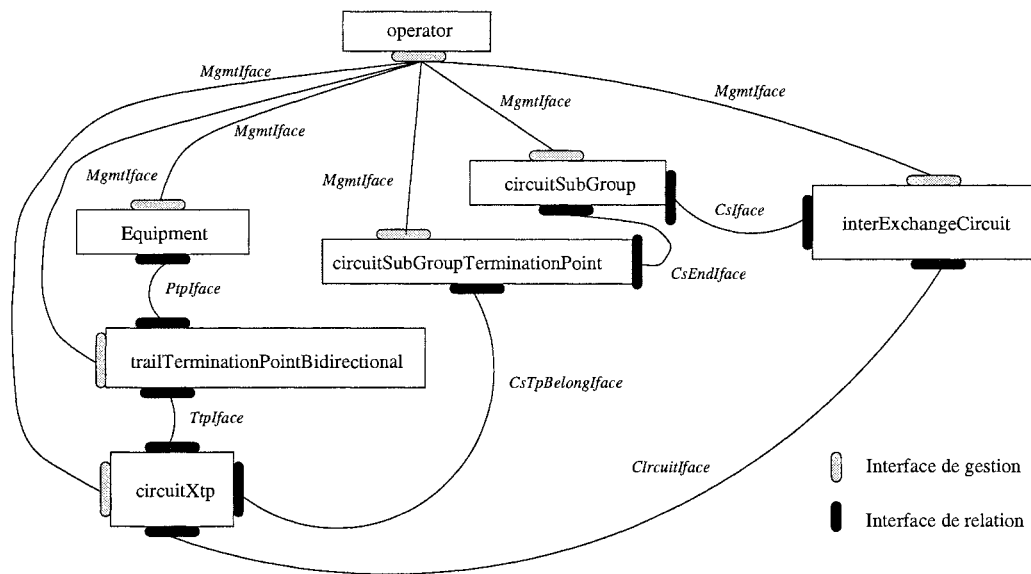 operator
MgmtIface
MgmtIface
MgmtIface
MgmtIface
MgmtIface
MgmtIface
circuitSubGroup
CsIface
interExchangeCircuit
Equipment
circuitSubGroupTerminationPoint
CsEndIface
PtpIface
trailTerminationPointBidirectional
CsTpBelongIface
TtpIface
CIrcuitIface
Interface de gestion
circuitXtp
Interface de relation